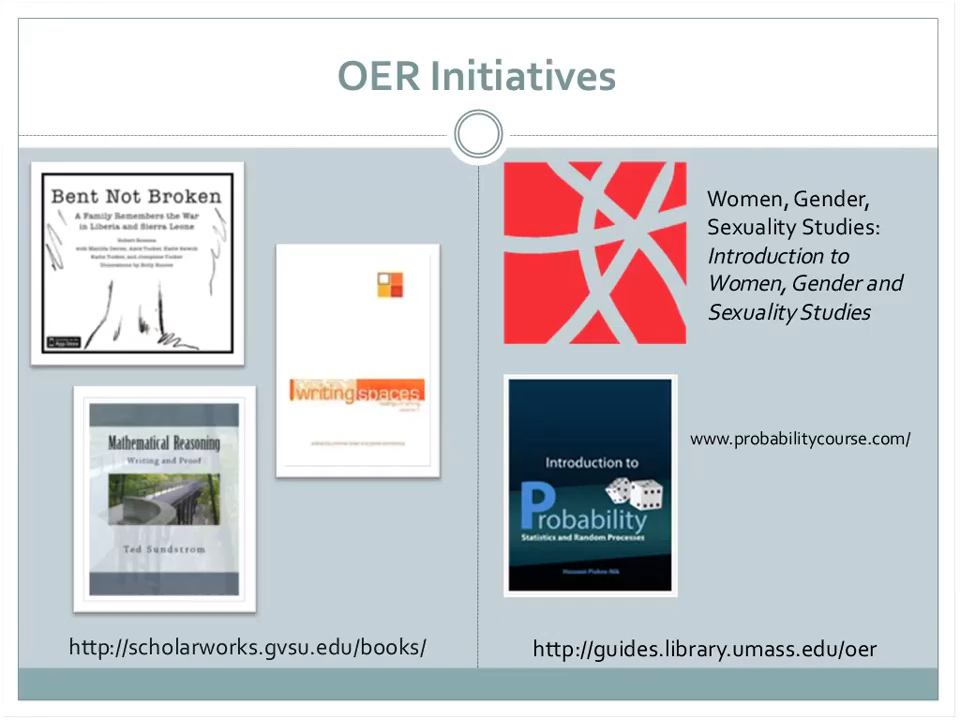 OER Initiatives
Bent Not Broken
A Family Remembers the War
in Liberia and Sierra Leone
writing spaces
Mathematical Reasoning
Writing and Proof
Ted Sundstrom
http://scholarworks.gvsu.edu/books/
Women, Gender,
Sexuality Studies:
Introduction to
Women, Gender and
Sexuality Studies
Introduction to
Probability
Statistics and Random Processes
www.probabilitycourse.com/
http://guides.library.umass.edu/oer